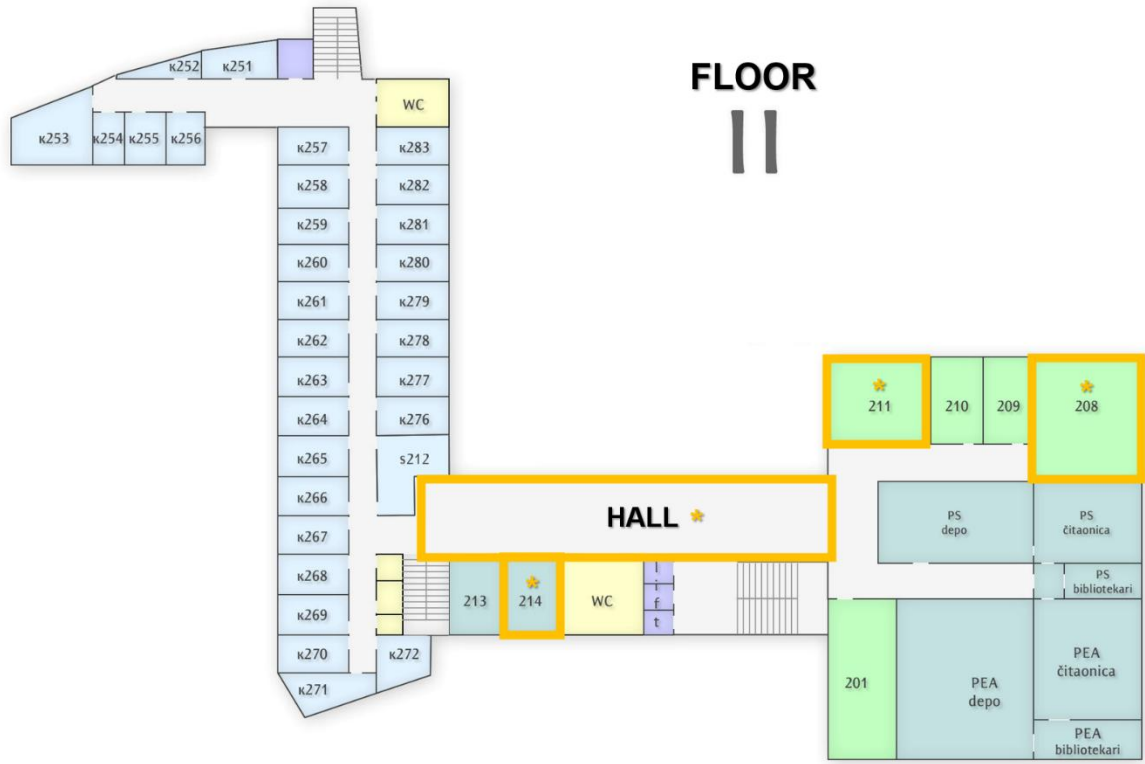 FLOOR
II
к252
к251
WC
к253
к254
к255
к256
к257
к283
к258
к282
к259
к281
к260
к280
к261
к279
к262
к278
к263
к277
к264
к276
к265
s212
к266
к267
к268
к269
к270
к271
к272
HALL *
213
*
214
WC
l
i
f
t
*
211
210
209
*
208
PS
depo
PS
čitaonica
PS
bibliotekari
201
PEA
depo
PEA
čitaonica
PEA
bibliotekari